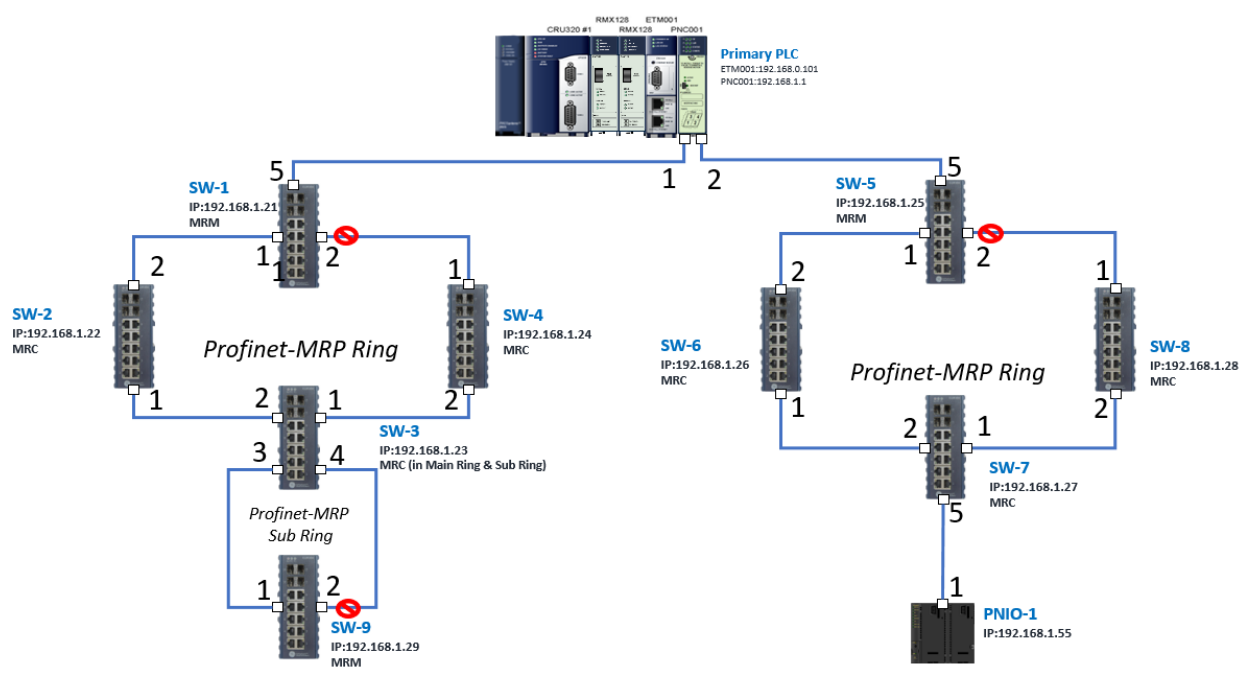 RMX128 ETM001
CRU320 #1 RMX128 PNC001
Primary PLC
ETM001:192.168.0.101
PNC001:192.168.1.1
1 2
5
SW-1
IP:192.168.1.21
MRM
1 2
1
5
SW-5
IP:192.168.1.25
MRM
1 2
2
SW-2
IP:192.168.1.22
MRC
1
1
SW-4
IP:192.168.1.24
MRC
2
Profinet-MRP Ring
2 1
SW-3
IP:192.168.1.23
MRC (in Main Ring & Sub Ring)
3 4
Profinet-MRP
Sub Ring
1 2
SW-9
IP:192.168.1.29
MRM
2
SW-6
IP:192.168.1.26
MRC
1
1
SW-8
IP:192.168.1.28
MRC
2
Profinet-MRP Ring
2 1
SW-7
IP:192.168.1.27
MRC
5
1
PNIO-1
IP:192.168.1.55